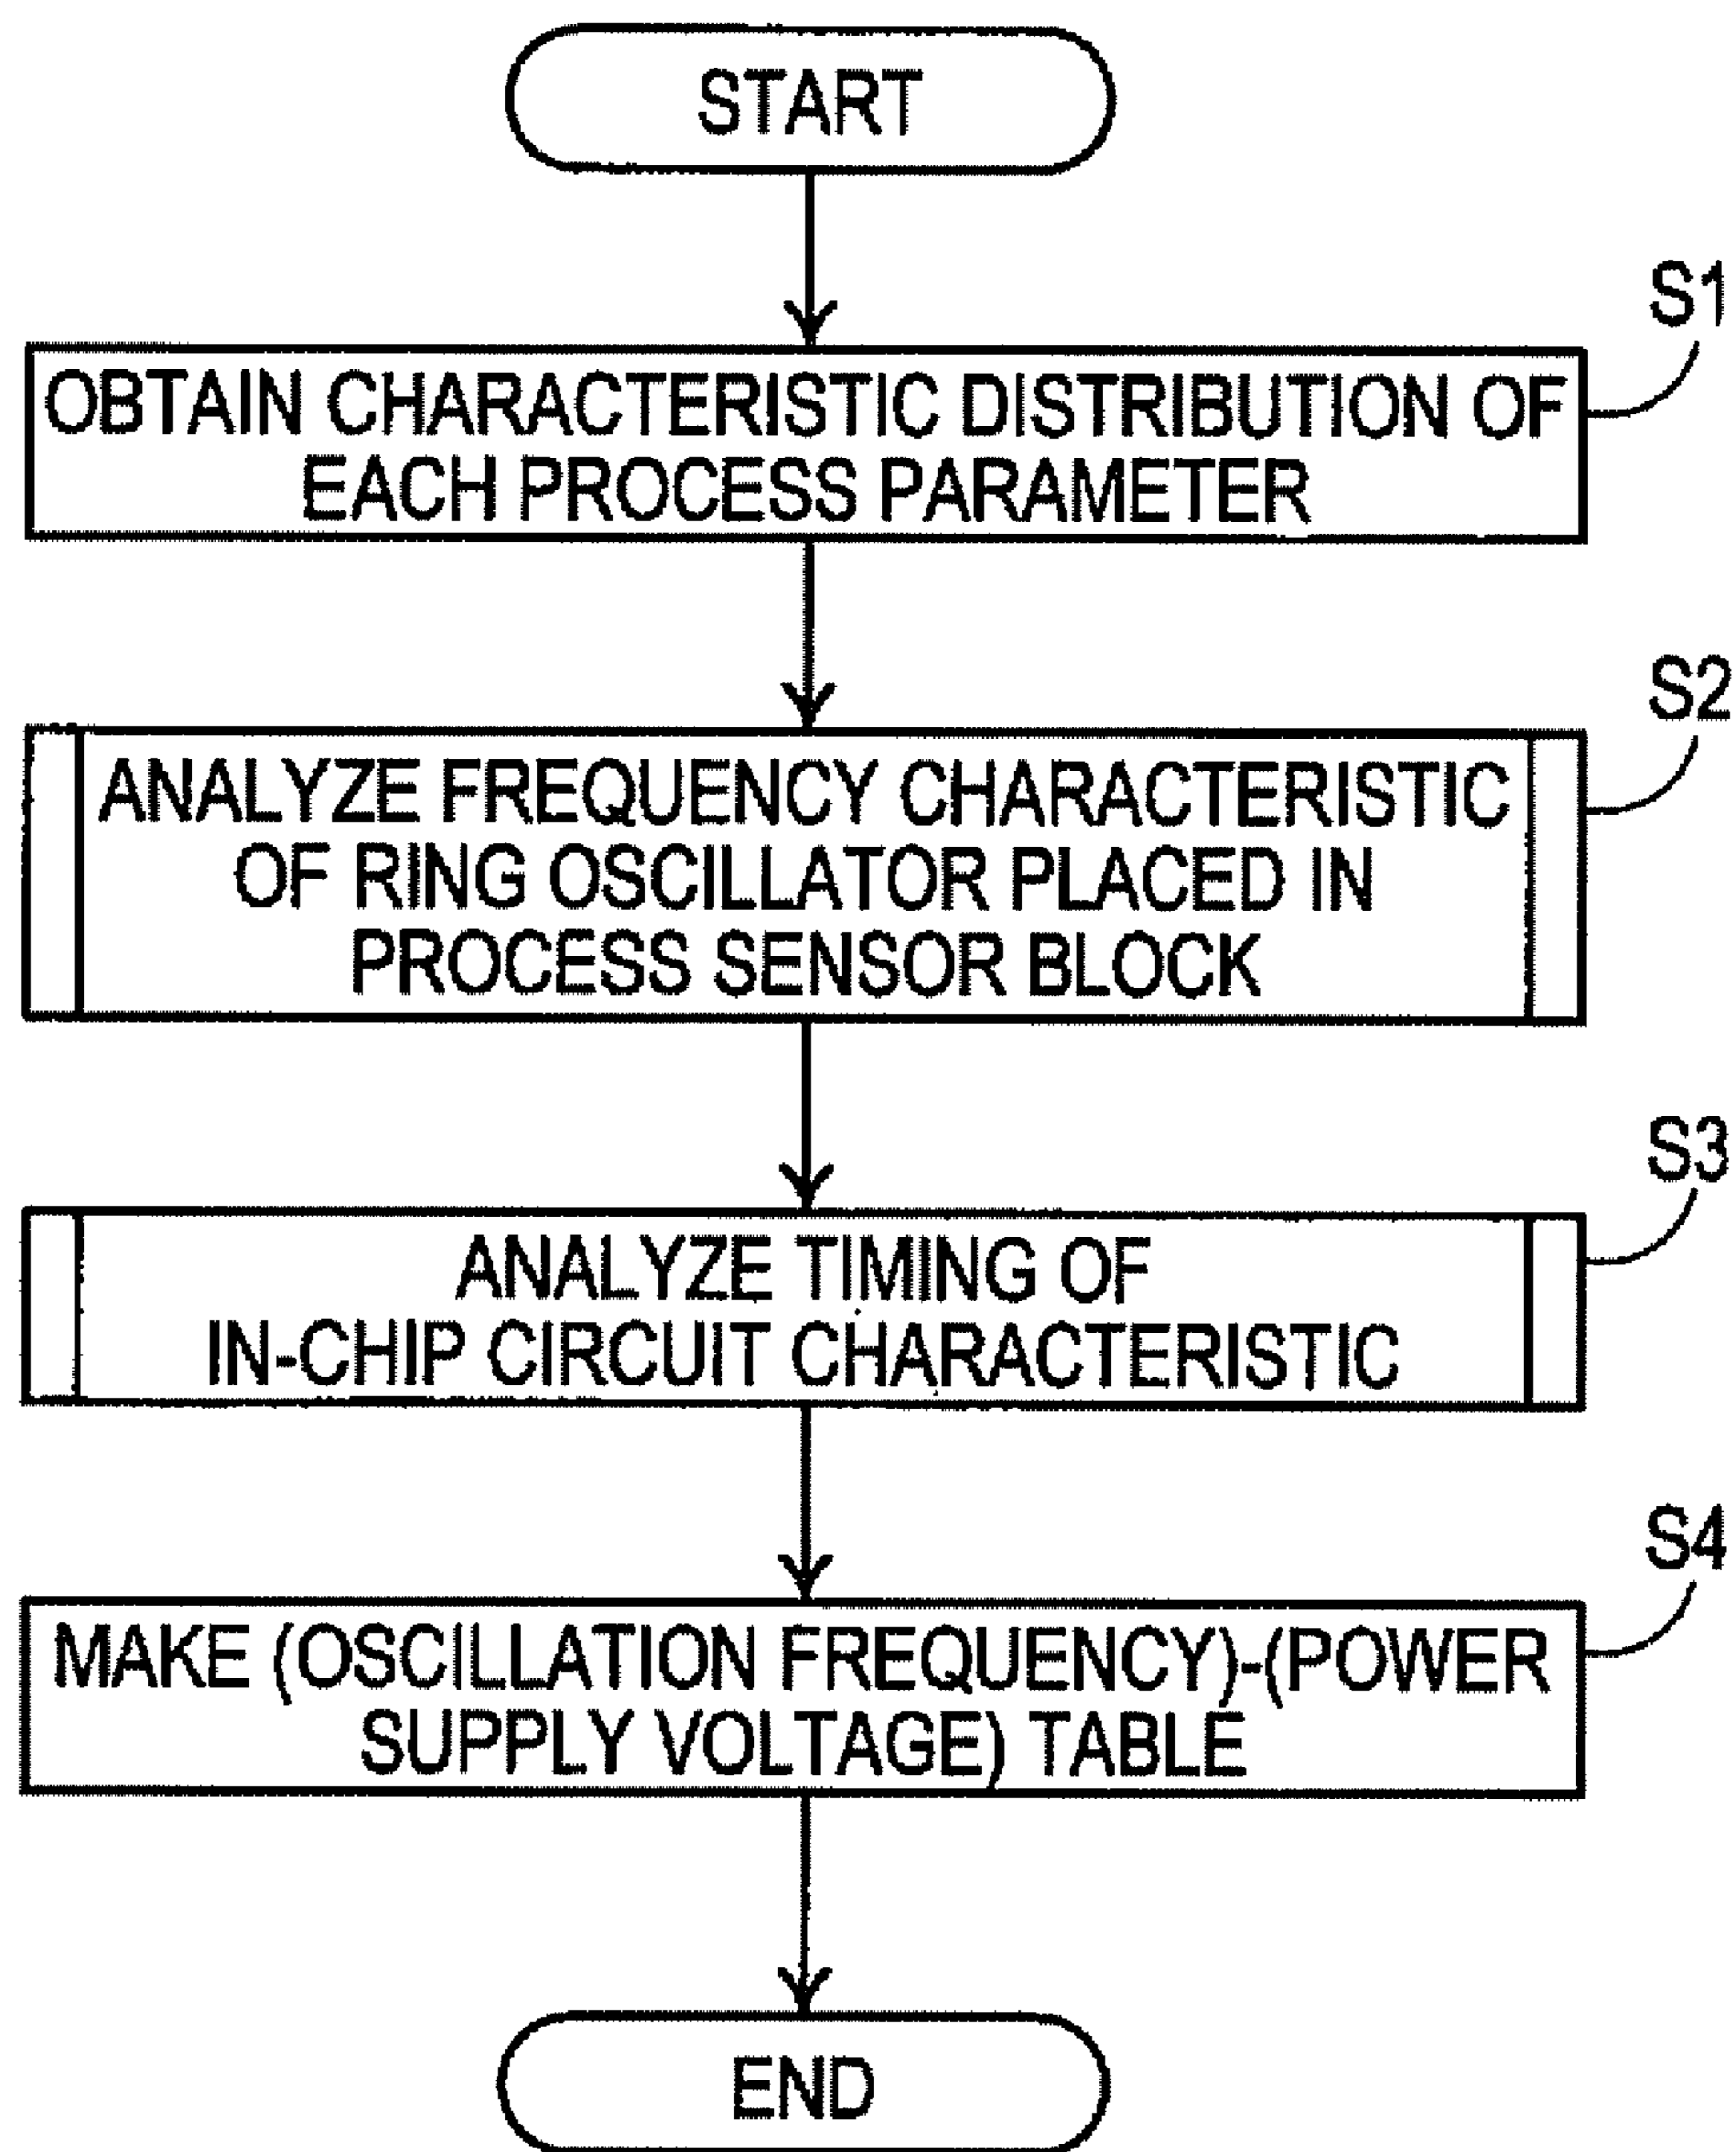 START
S1
OBTAIN CHARACTERISTIC DISTRIBUTION OF
EACH PROCESS PARAMETER
S2
ANALYZE FREQUENCY CHARACTERISTIC
OF RING OSCILLATOR PLACED IN
PROCESS SENSOR BLOCK
S3
ANALYZE TIMING OF
IN-CHIP CIRCUIT CHARACTERISTIC
S4
MAKE (OSCILLATION FREQUENCY)-(POWER
SUPPLY VOLTAGE) TABLE
END